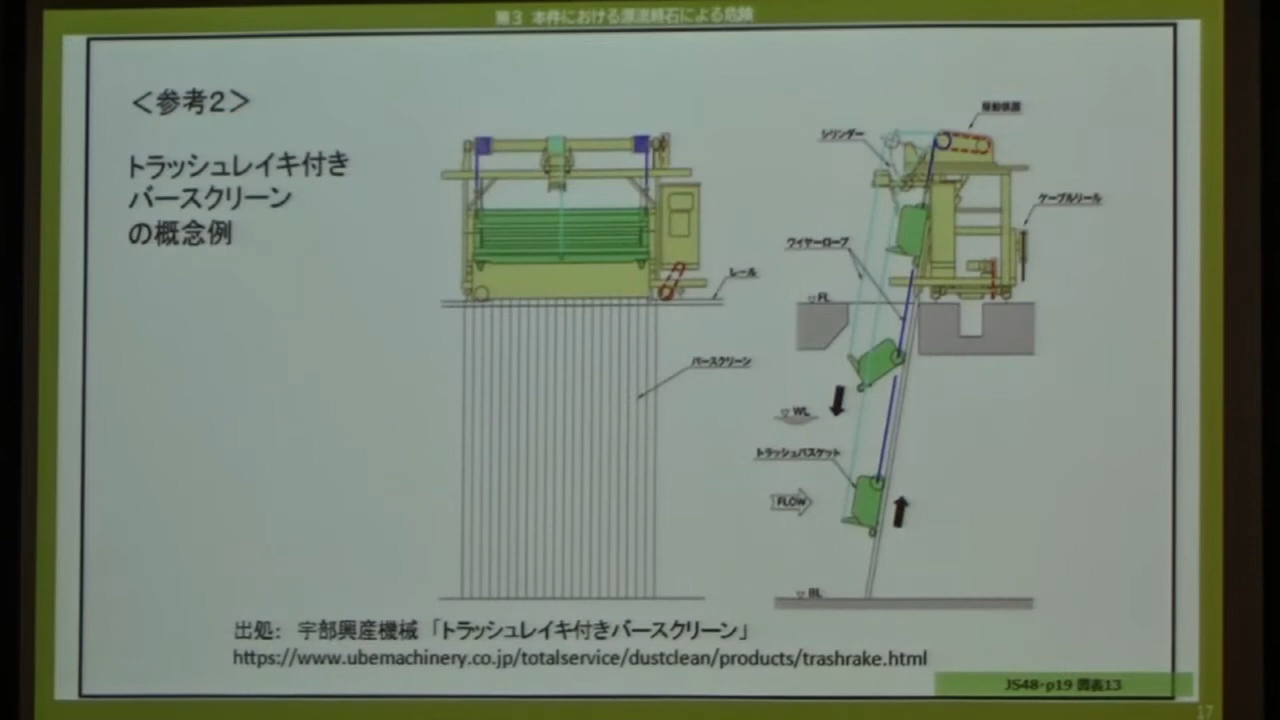 第3 本件における漂流軽石による危険
＜参考2＞
トラッシュレイキ付き
バースクリーン
の概念例
シリンダー
駆動装置
ケーブルリール
ワイヤーロープ
レール
FL
バースクリーン
WL
トラッシュバスケット
FLOW
BL
出処: 宇部興産機械「トラッシュレイキ付きバースクリーン」
https://www.ubemachinery.co.jp/totalservice/dustclean/products/trashrake.html
JS48-p19 図表13
17